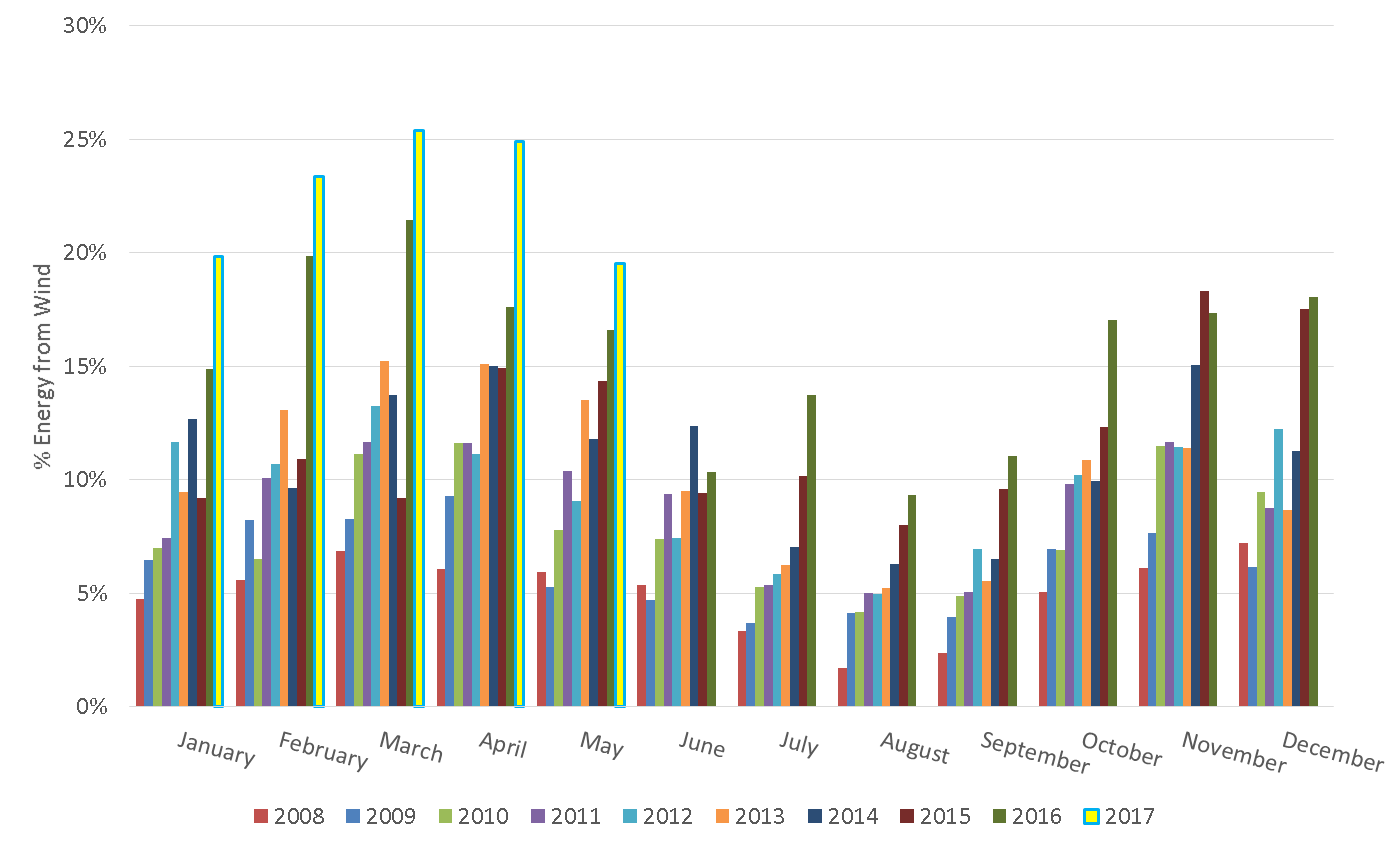 30%
25%
20%
15%
10%
5%
0%
% Energy from Wind
January February March April May June July August September October November December
2008 2009 2010 2011 2012 2013 2014 2015 2016 2017